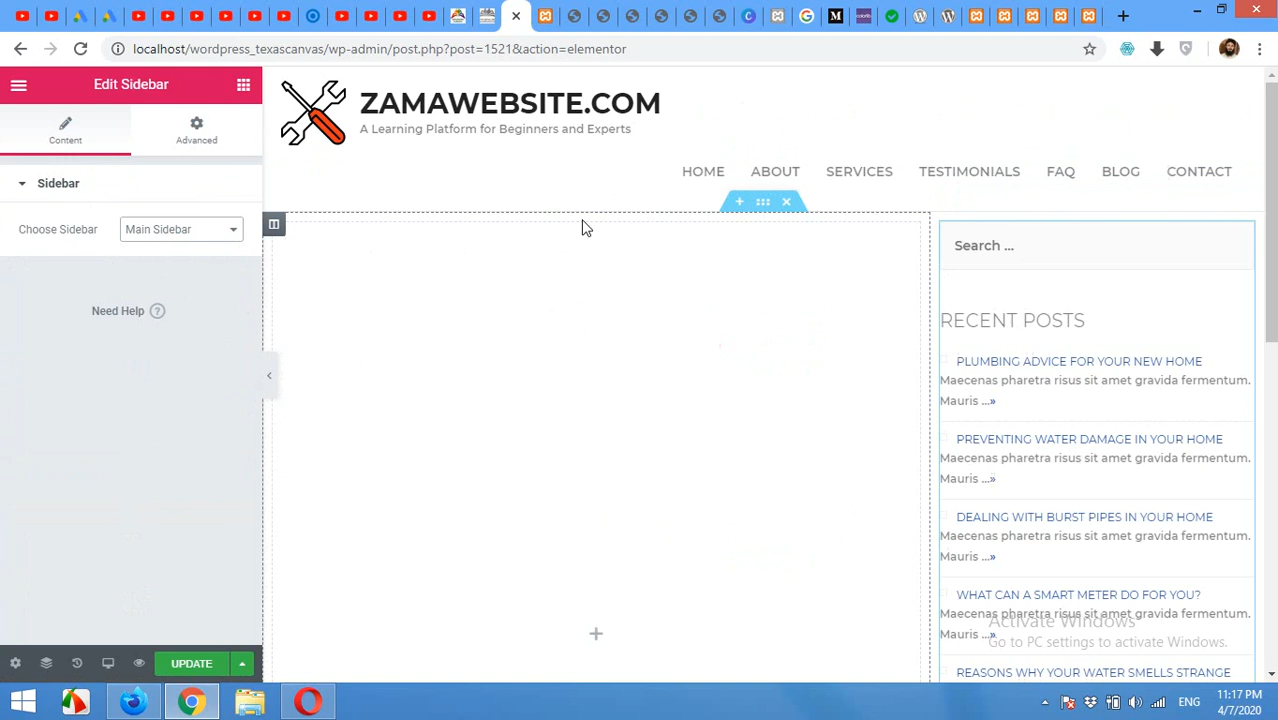 localhost/wordpress_texascanvas/wp-admin/post.php?post=1521&action=elementor
Edit Sidebar
Content
Advanced
Sidebar
Choose Sidebar
Main Sidebar
Need Help
UPDATE
ZAMAWEBSITE.COM
A Learning Platform for Beginners and Experts
HOME ABOUT SERVICES TESTIMONIALS FAQ BLOG CONTACT
Search ...
RECENT POSTS
PLUMBING ADVICE FOR YOUR NEW HOME
Maecenas pharetra risus sit amet gravida fermentum.
Mauris ...»
PREVENTING WATER DAMAGE IN YOUR HOME
Maecenas pharetra risus sit amet gravida fermentum.
Mauris ...»
DEALING WITH BURST PIPES IN YOUR HOME
Maecenas pharetra risus sit amet gravida fermentum.
Mauris ...»
WHAT CAN A SMART METER DO FOR YOU?
Maecenas pharetra risus sit amet gravida fermentum.
Mauris ...»
REASONS WHY YOUR WATER SMELLS STRANGE
Activate Windows
Go to PC settings to activate Windows.
ENG
11:17 PM
4/7/2020